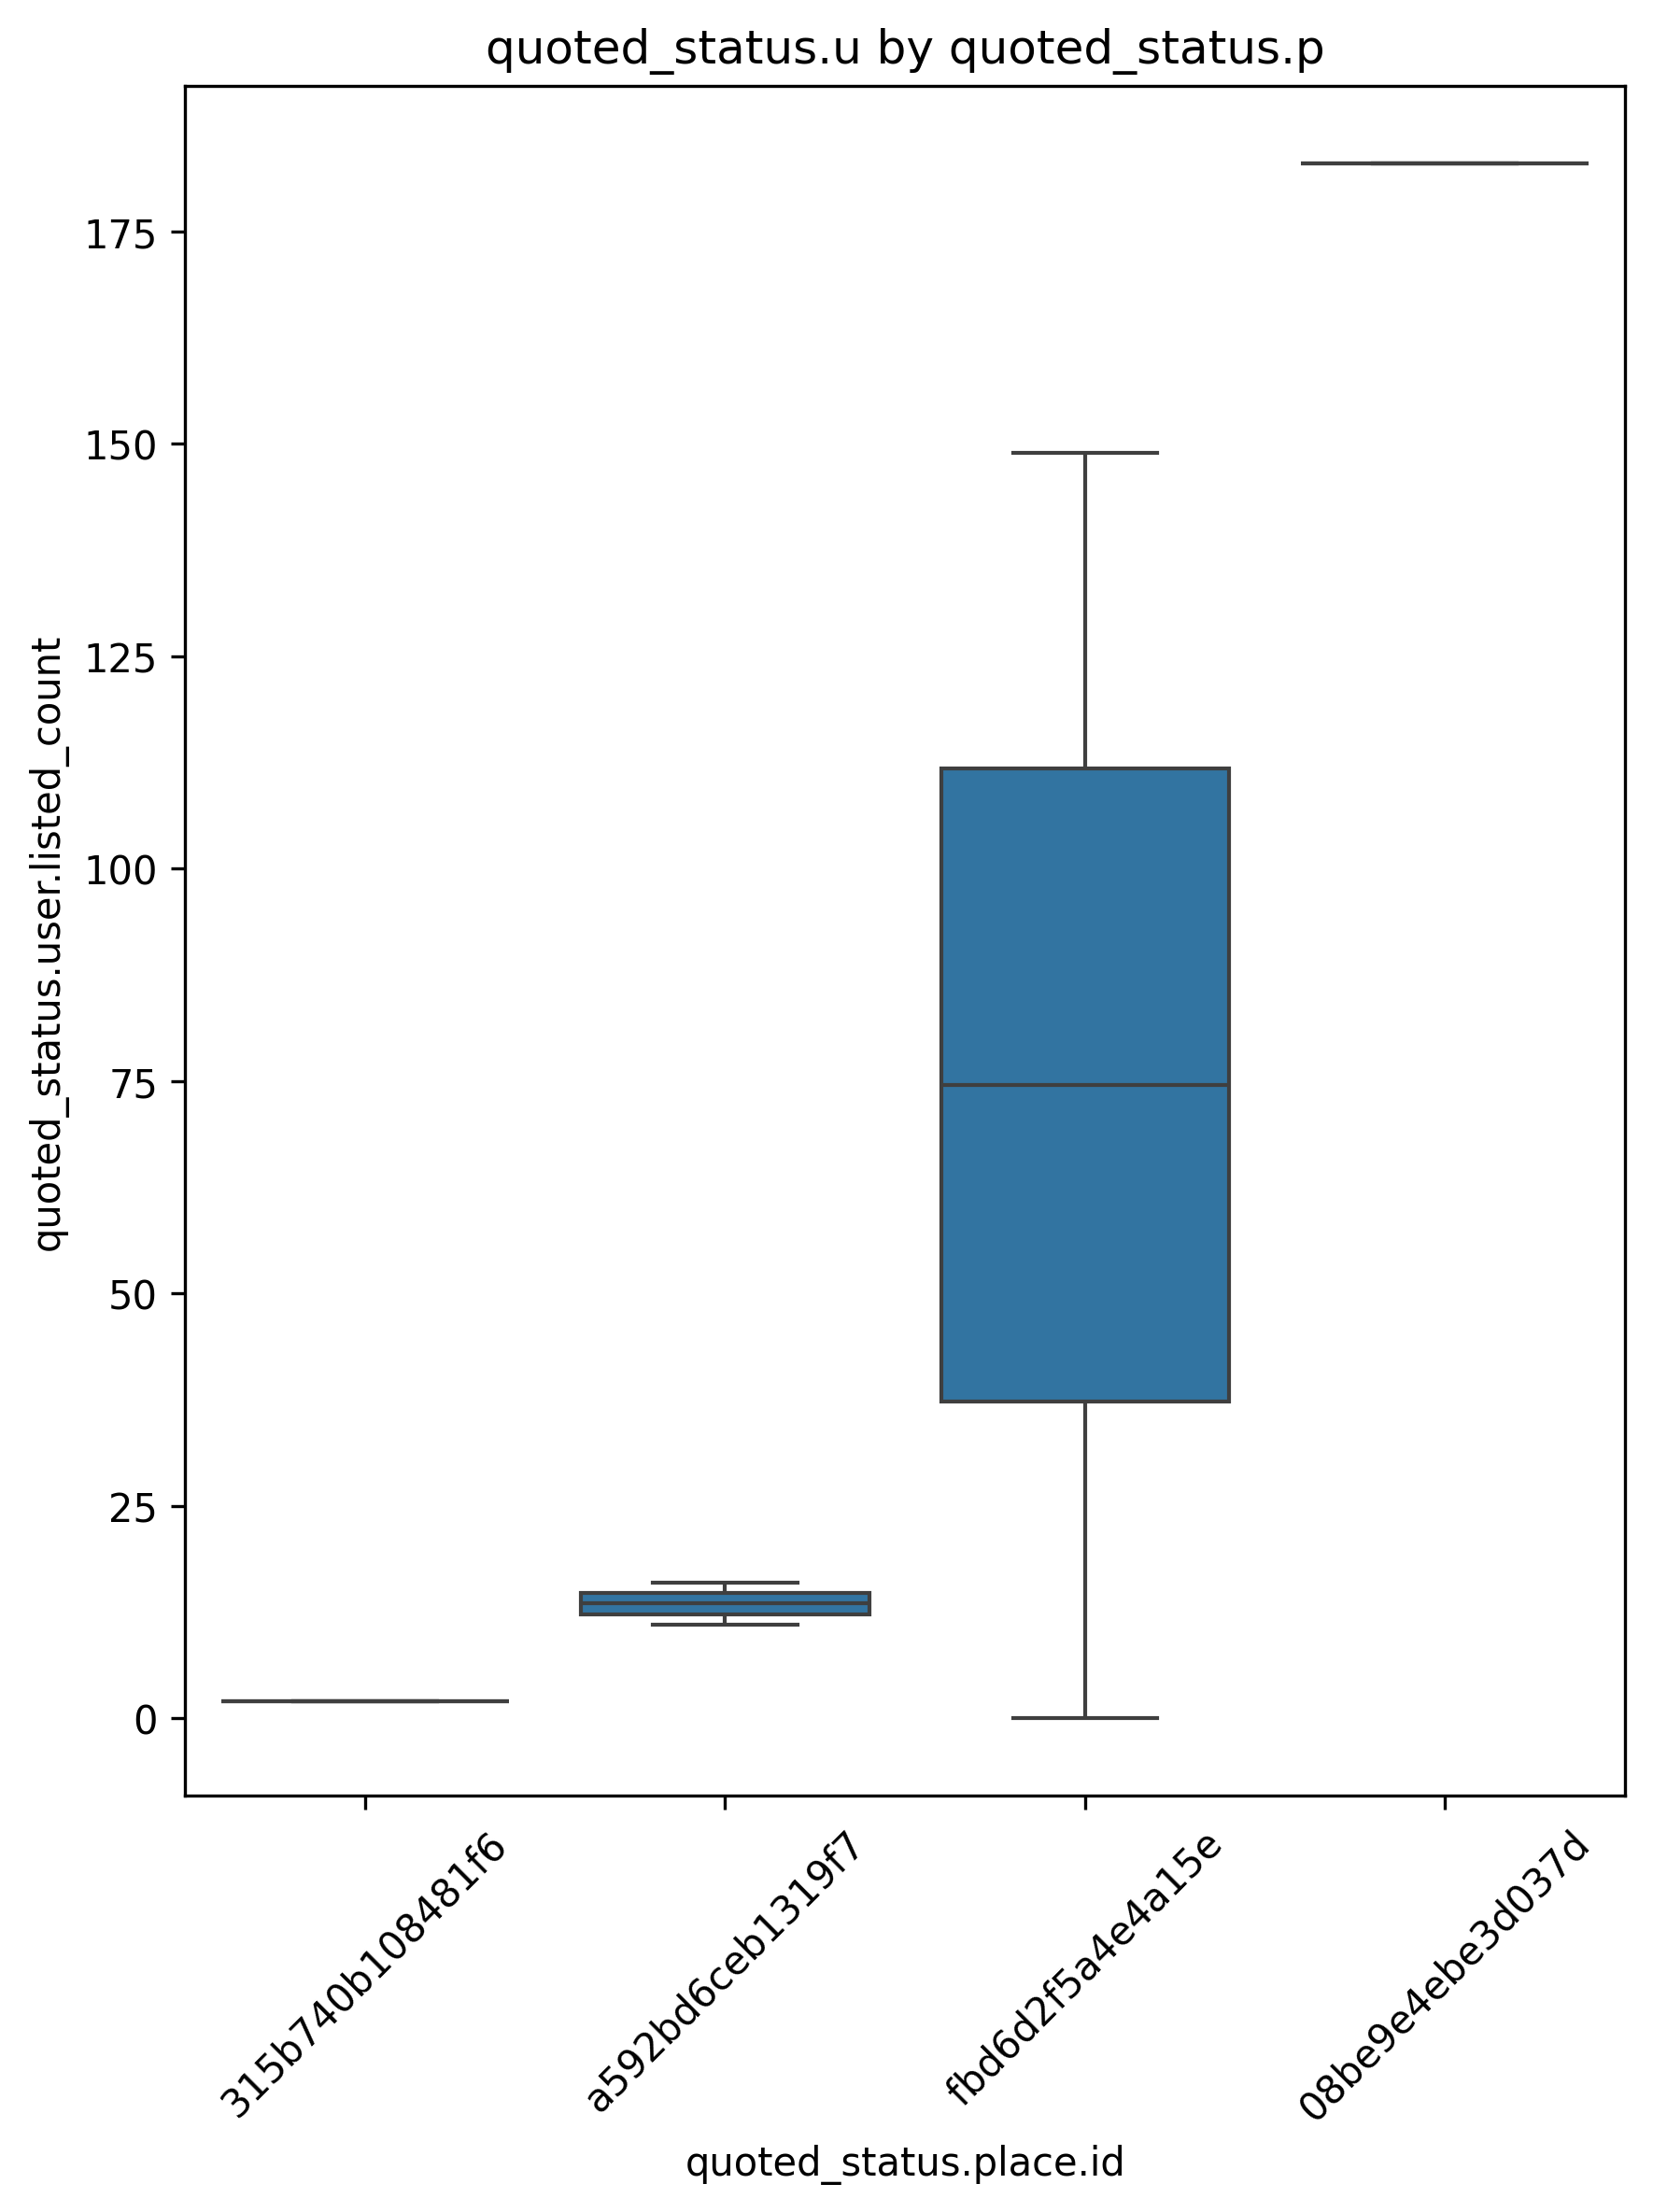 quoted_status.u by quoted_status.p
quoted_status.user.listed_count
175
150
125
100
75
50
25
0
315b740b108481f6
a592bd6ceb1319f7
fbd6d2f5a4e4a15e
08be9e4ebe3d037d
quoted_status.place.id